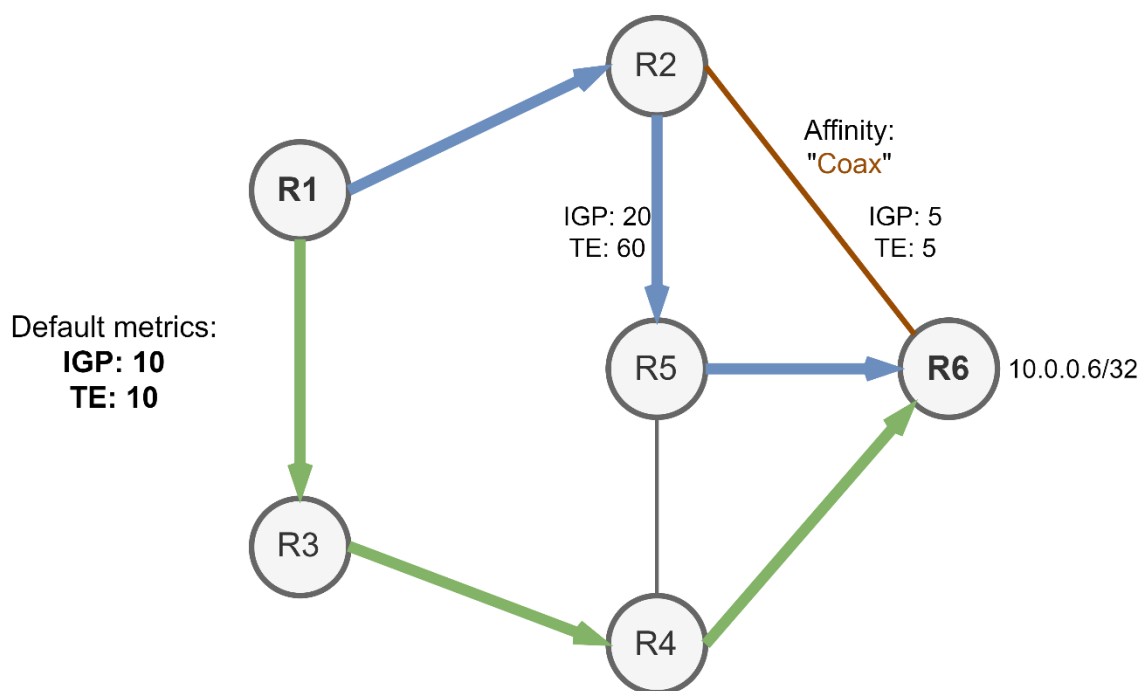 R2
Affinity:
"Coax"
R1
IGP: 20
TE: 60
IGP: 5
TE: 5
Default metrics:
IGP: 10
TE: 10
R5
R6
10.0.0.6/32
R3
R4